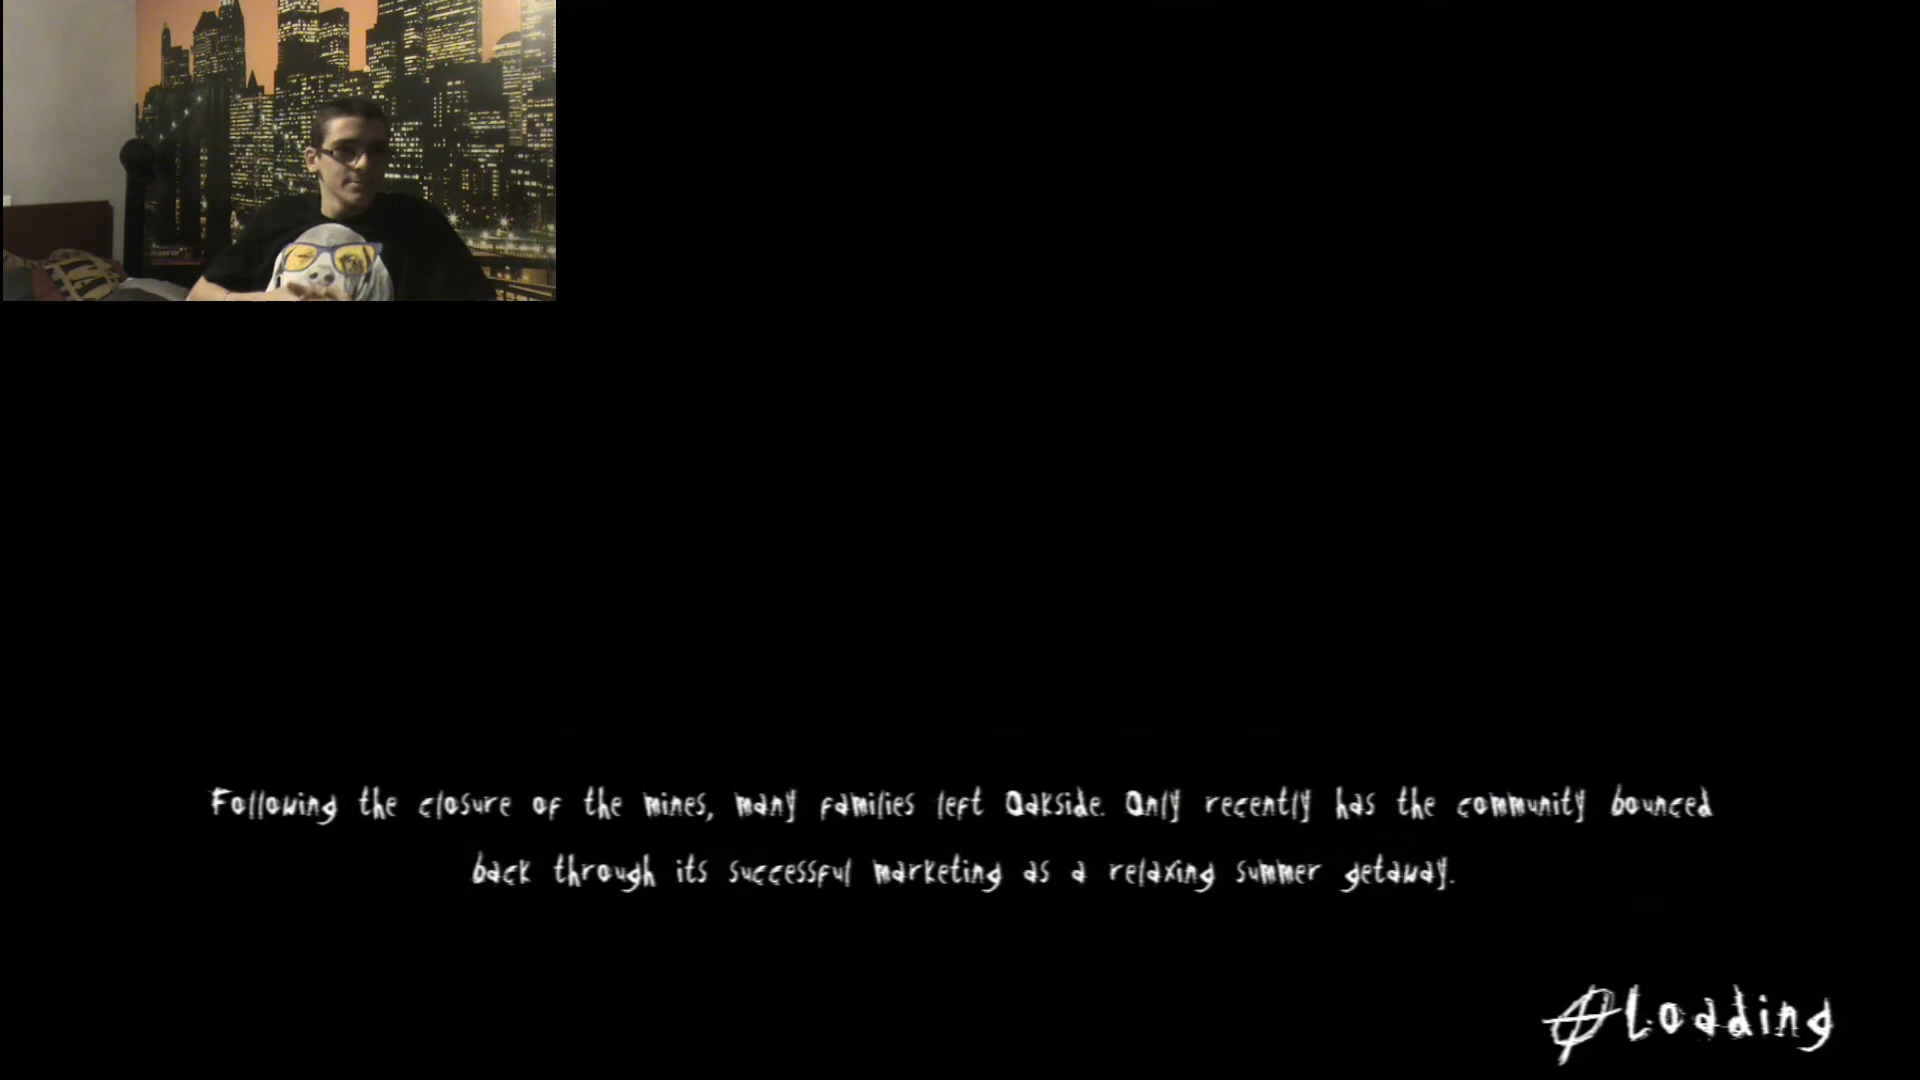 Following the closure of the mines, many families left Oakside. Only recently has the community bounced
back through its successful marketing as a relaxing summer getaway.
Loading